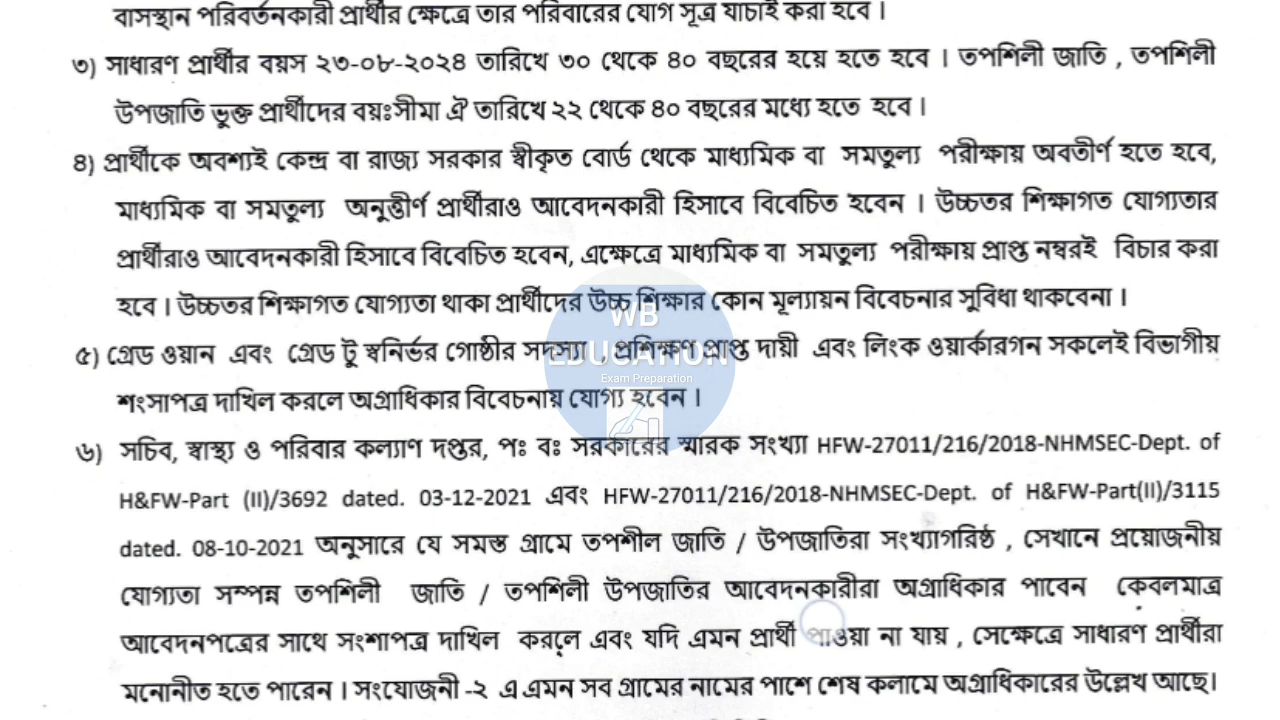 বাসস্থান পরিবর্তনকারী প্রার্থীর ক্ষেত্রে তার পরিবারের যোগ সূত্র যাচাই করা হবে ।
৩) সাধারণ প্রার্থীর বয়স ২৩-০৮-২০২৪ তারিখে ৩০ থেকে ৪০ বছরের হয়ে হতে হবে । তপশিলী জাতি , তপশিলী
উপজাতি ভুক্ত প্রার্থীদের বয়ঃসীমা ঐ তারিখে ২২ থেকে ৪০ বছরের মধ্যে হতে হবে ।
৪) প্রার্থীকে অবশ্যই কেন্দ্র বা রাজ্য সরকার স্বীকৃত বোর্ড থেকে মাধ্যমিক বা সমতুল্য পরীক্ষায় অবতীর্ণ হতে হবে,
মাধ্যমিক বা সমতুল্য অনুত্তীর্ণ প্রার্থীরাও আবেদনকারী হিসাবে বিবেচিত হবেন । উচ্চতর শিক্ষাগত যোগ্যতার
প্রার্থীরাও আবেদনকারী হিসাবে বিবেচিত হবেন, এক্ষেত্রে মাধ্যমিক বা সমতুল্য পরীক্ষায় প্রাপ্ত নম্বরই বিচার করা
হবে । উচ্চতর শিক্ষাগত যোগ্যতা থাকা প্রার্থীদের উচ্চ শিক্ষার কোন মূল্যায়ন বিবেচনার সুবিধা থাকবেনা ।
WB
EDUCATION
Exam Preparation
৫) গ্রেড ওয়ান এবং গ্রেড টু স্বনির্ভর গোষ্ঠীর সদস্যা , প্রশিক্ষণ প্রাপ্ত দায়ী এবং লিংক ওয়ার্কারগন সকলেই বিভাগীয়
শংসাপত্র দাখিল করলে অগ্রাধিকার বিবেচনায় যোগ্য হবেন ।
৬) সচিব, স্বাস্থ্য ও পরিবার কল্যাণ দপ্তর, পঃ বঃ সরকারের স্মারক সংখ্যা HFW-27011/216/2018-NHMSEC-Dept. of
H&FW-Part (II)/3692 dated. 03-12-2021 এবং HFW-27011/216/2018-NHMSEC-Dept. of H&FW-Part(II)/3115
dated. 08-10-2021 অনুসারে যে সমস্ত গ্রামে তপশীল জাতি / উপজাতিরা সংখ্যাগরিষ্ঠ , সেখানে প্রয়োজনীয়
যোগ্যতা সম্পন্ন তপশিলী জাতি / তপশিলী উপজাতির আবেদনকারীরা অগ্রাধিকার পাবেন কেবলমাত্র
আবেদনপত্রের সাথে সংশাপত্র দাখিল করলে এবং যদি এমন প্রার্থী পাওয়া না যায় , সেক্ষেত্রে সাধারণ প্রার্থীরা
মনোনীত হতে পারেন । সংযোজনী -২ এ এমন সব গ্রামের নামের পাশে শেষ কলামে অগ্রাধিকারের উল্লেখ আছে।